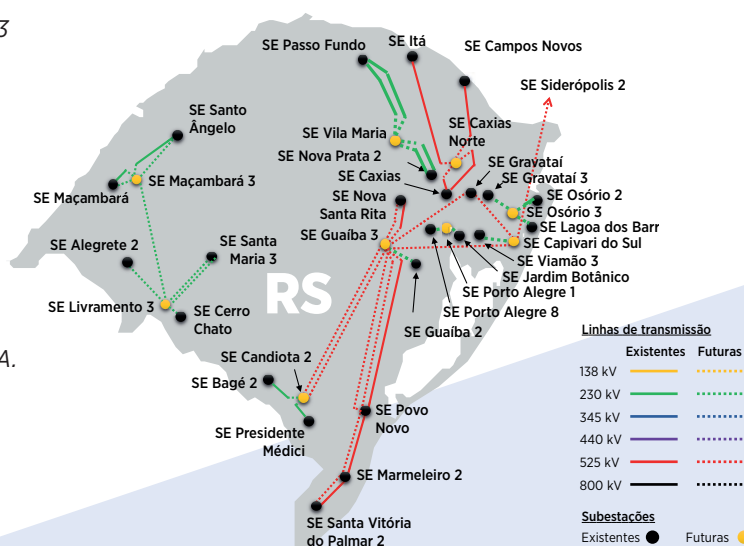 3
SE Passo Fundo
SE Itá
SE Campos Novos
SE Siderópolis 2
SE Santo
Ângelo
SE Vila Maria
SE Caxias
Norte
SE Nova Prata 2
SE Gravataí
SE Gravataí 3
SE Maçambará 3
SE Maçambará
SE Caxias
SE Osório 2
SE Nova
Santa Rita
SE Osório 3
SE Lagoa dos Barr
SE Guaíba 3
SE Capivari do Sul
SE Alegrete 2
SE Santa
Maria 3
SE Viamão 3
SE Jardim Botânico
RS
SE Porto Alegre 1
SE Livramento 3
SE Cerro
Chato
SE Porto Alegre 8
SE Guaíba 2
A.
SE Candiota 2
SE Bagé 2
SE Povo
Novo
SE Presidente
Médici
SE Marmeleiro 2
SE Santa Vitória
do Palmar 2
Linhas de transmissão
Existentes Futuras
138 kV
230 kV
345 kV
440 kV
525 kV
800 kV
Subestações
Existentes Futuras